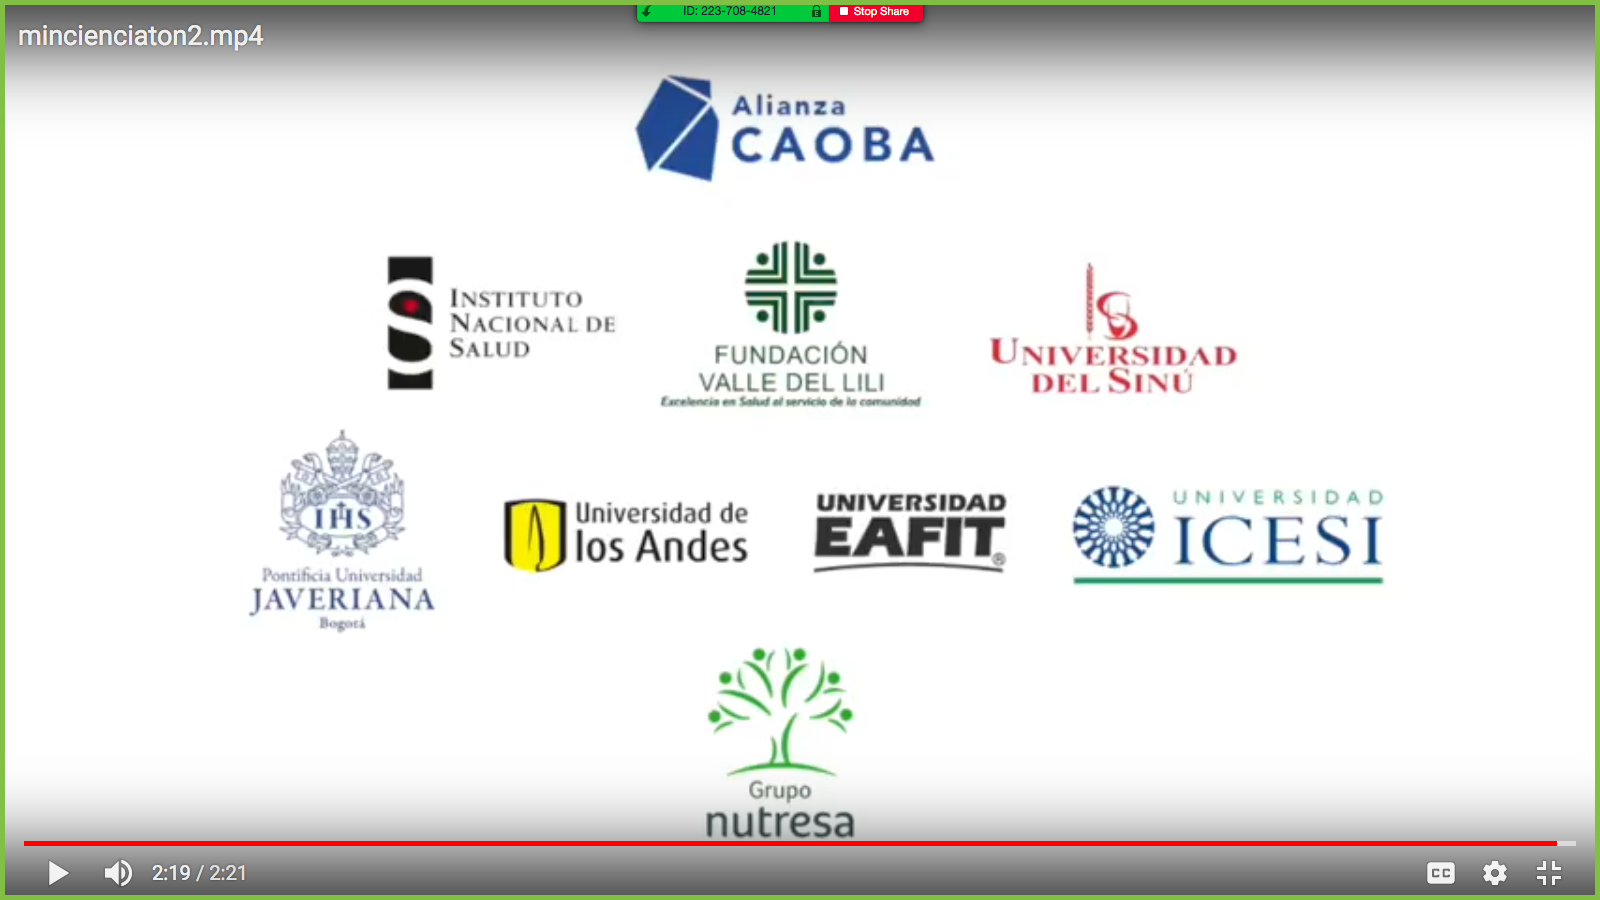 ID: 223-708-4821
Stop Share
mincienciaton2.mp4
Alianza
CAOBA
INSTITUTO
NACIONAL DE
SALUD
FUNDACIÓN
VALLE DEL LILI
Excelencia en Salud al servicio de la comunidad
UNIVERSIDAD
DEL SINÚ
IHS
Pontificia Universidad
JAVERIANA
Bogotá
Universidad de
los Andes
UNIVERSIDAD
EAFIT®
UNIVERSIDAD
ICESI
Grupo
nutresa
2:19 / 2:21
CC